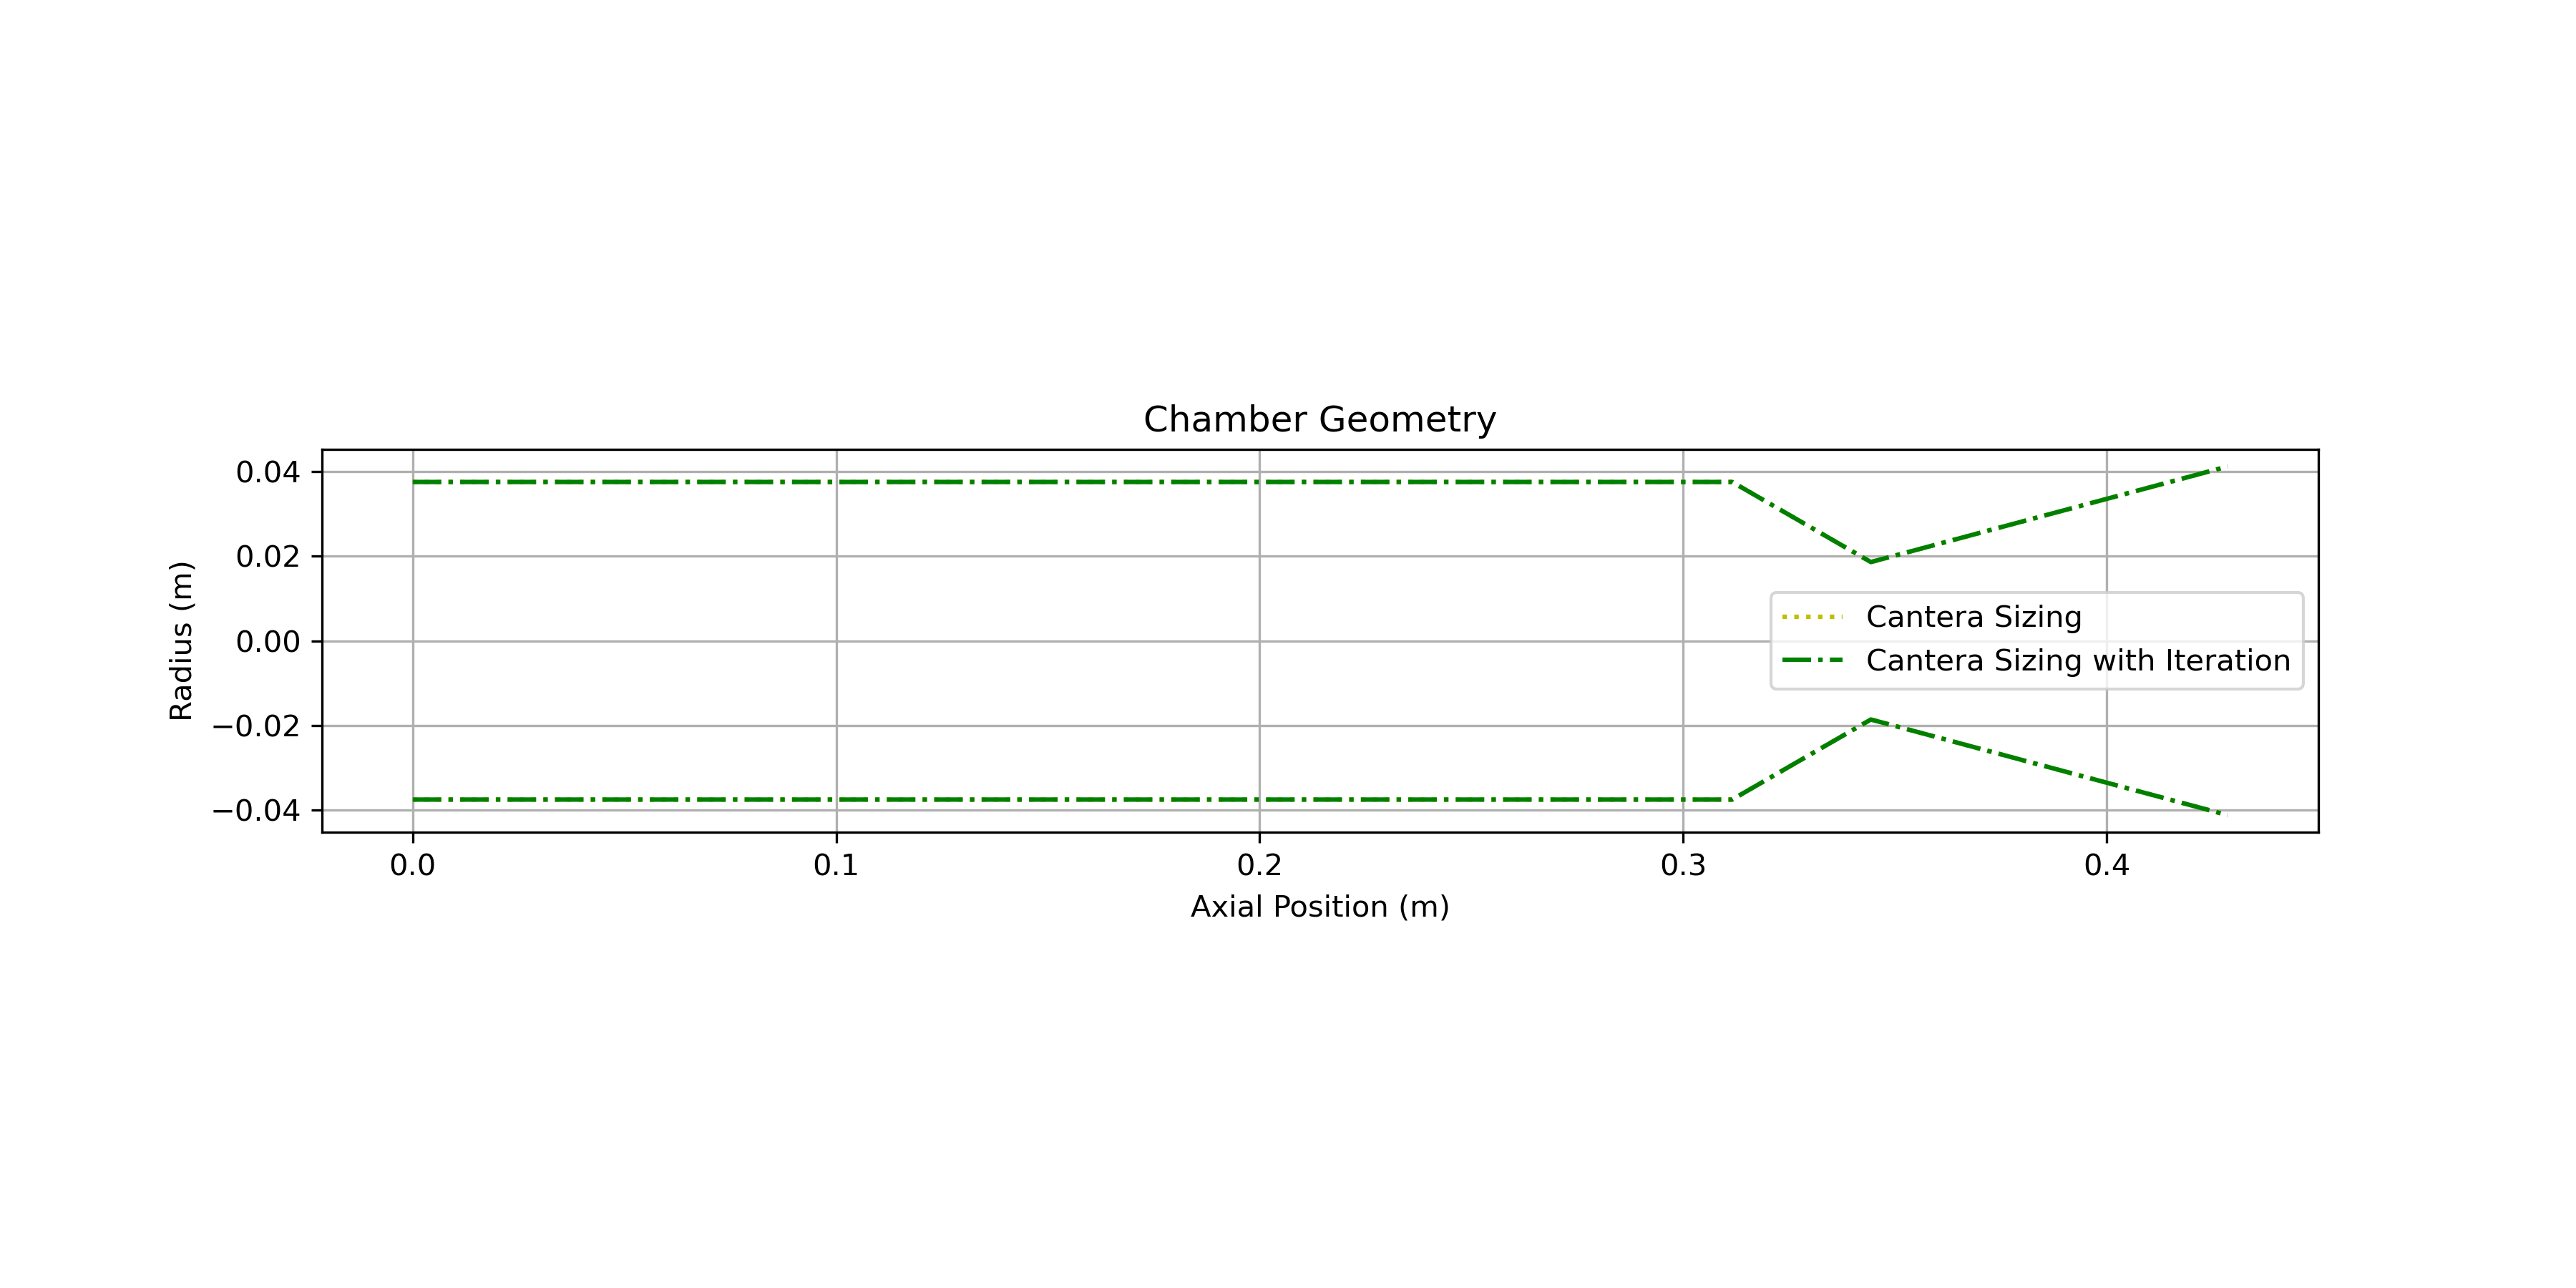 Chamber Geometry
0.04
0.02
0.00
−0.02
−0.04
Radius (m)
Cantera Sizing
Cantera Sizing with Iteration
0.0 0.1 0.2 0.3 0.4
Axial Position (m)